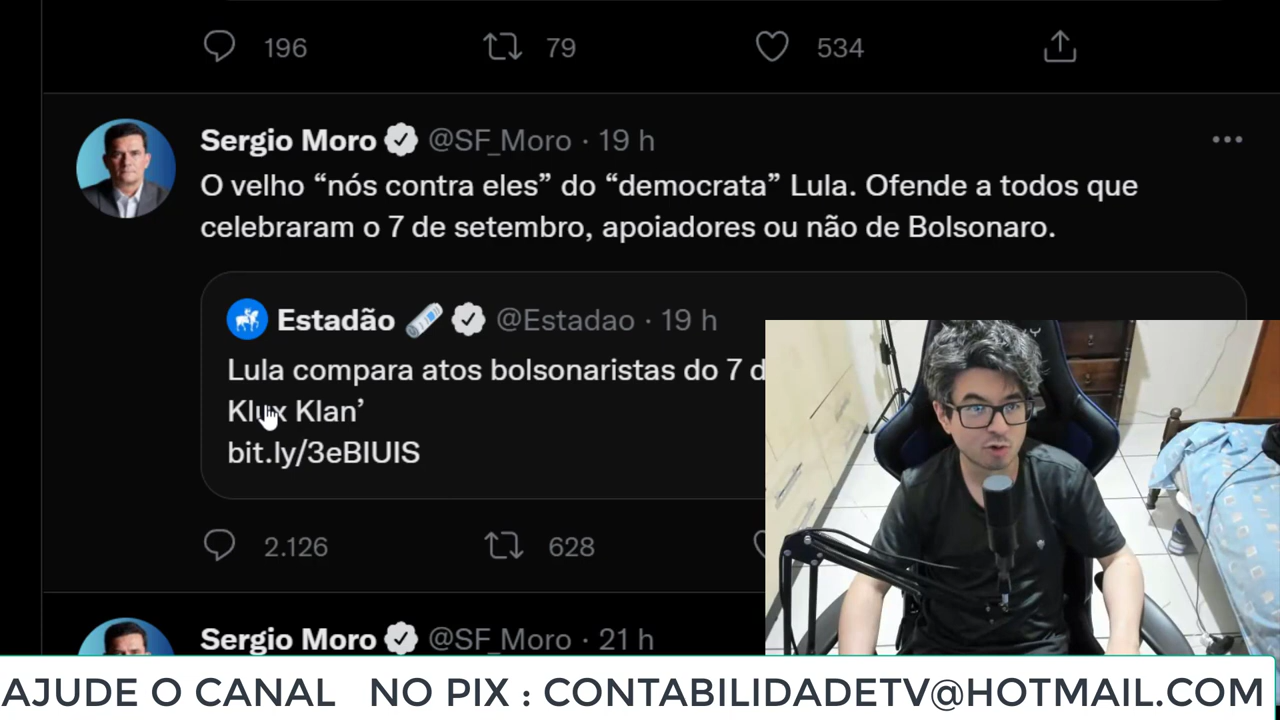 196 79 534
Sergio Moro @SF_Moro · 19 h
O velho “nós contra eles” do “democrata” Lula. Ofende a todos que
celebraram o 7 de setembro, apoiadores ou não de Bolsonaro.
Estadão @Estadao · 19 h
Lula compara atos bolsonaristas do 7 d
Klux Klan’
bit.ly/3eBIUIS
2.126 628
Sergio Moro @SF_Moro · 21 h
AJUDE O CANAL NO PIX : CONTABILIDADETV@HOTMAIL.COM